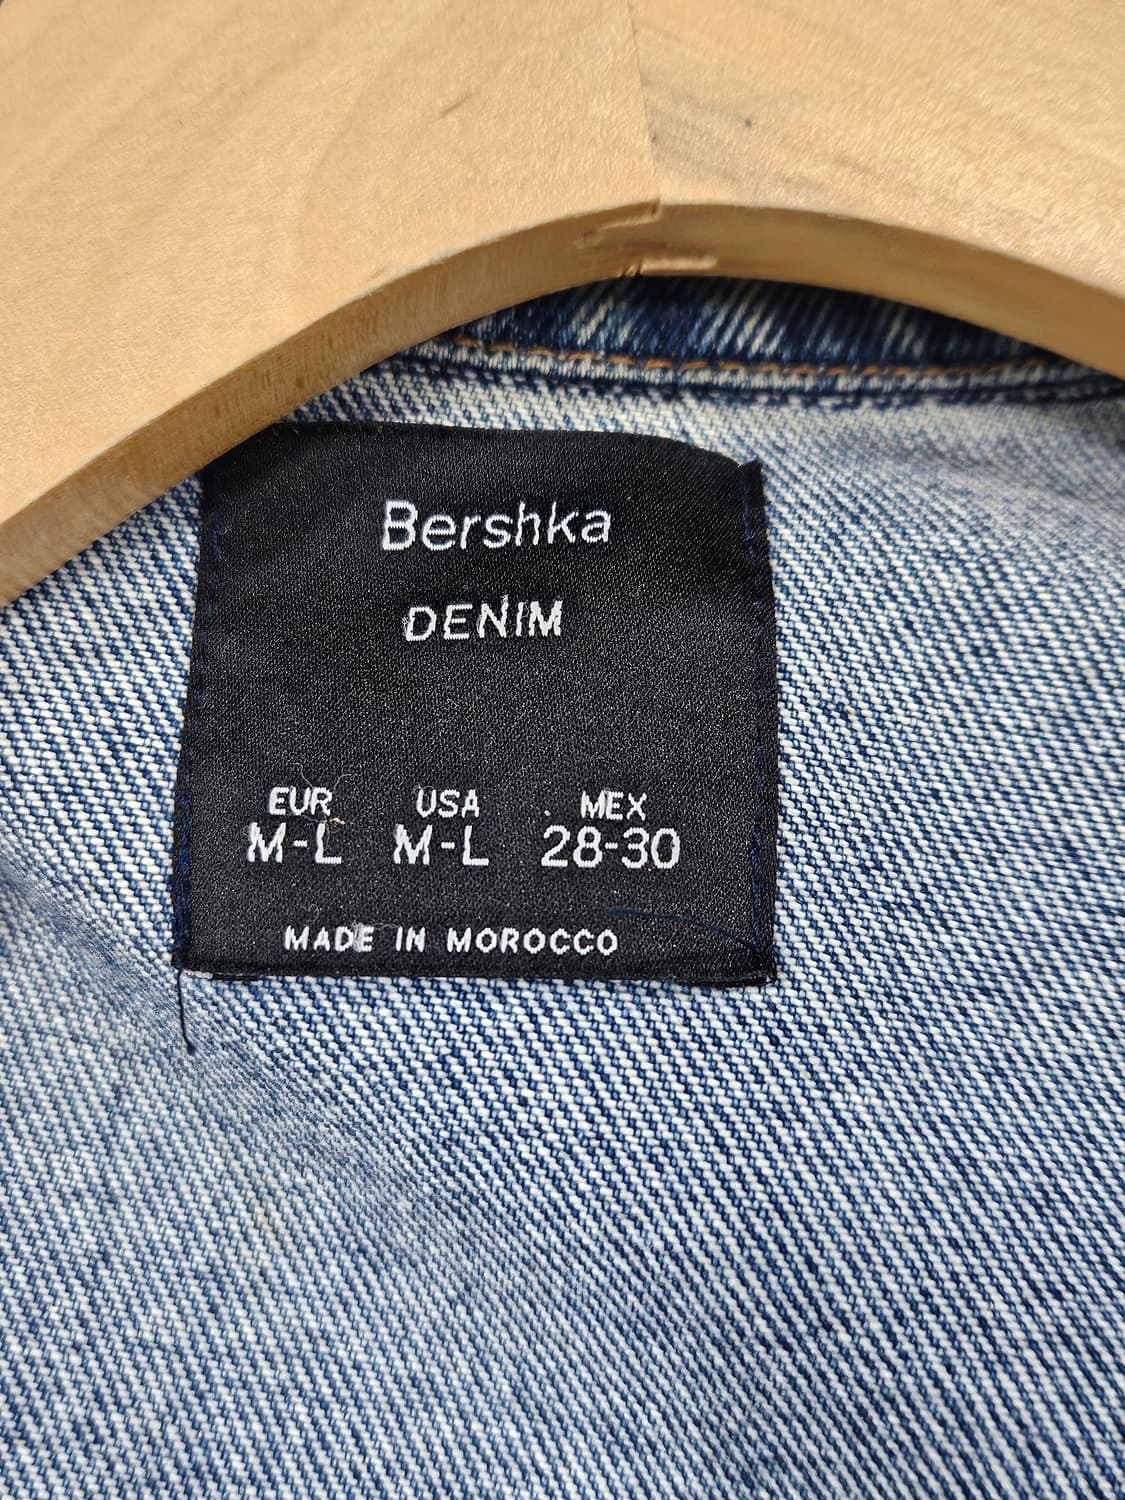 Bershka
DENIM
EUR USA MEX
M-L M-L 28-30
MADE IN MOROCCO